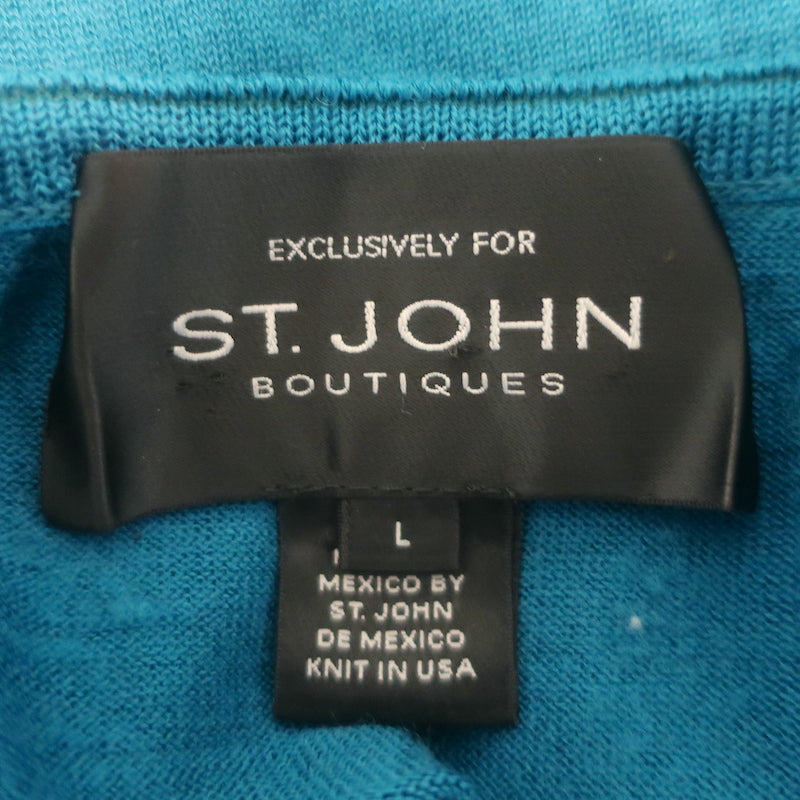 EXCLUSIVELY FOR
ST. JOHN
BOUTIQUES
L
MEXICO BY
ST. JOHN
DE MEXICO
KNIT IN USA